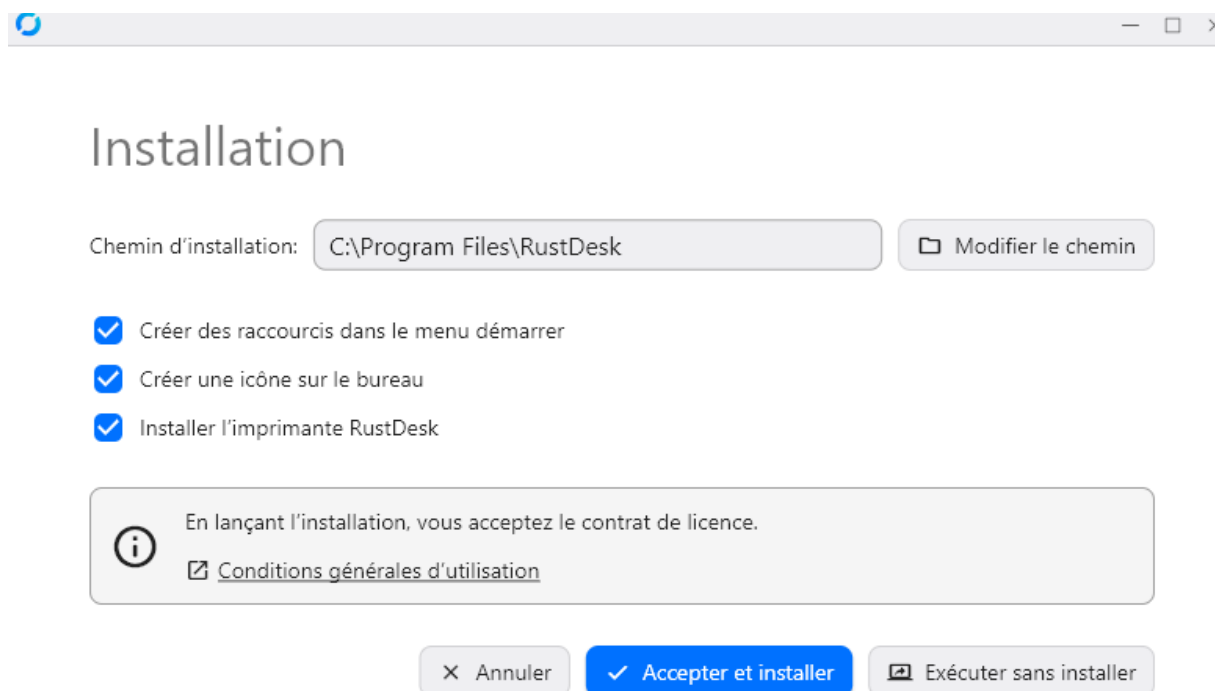 Installation
Chemin d’installation: C:\Program Files\RustDesk Modifier le chemin
Créer des raccourcis dans le menu démarrer
Créer une icône sur le bureau
Installer l’imprimante RustDesk
En lançant l’installation, vous acceptez le contrat de licence.
Conditions générales d’utilisation
Annuler Accepter et installer Exécuter sans installer